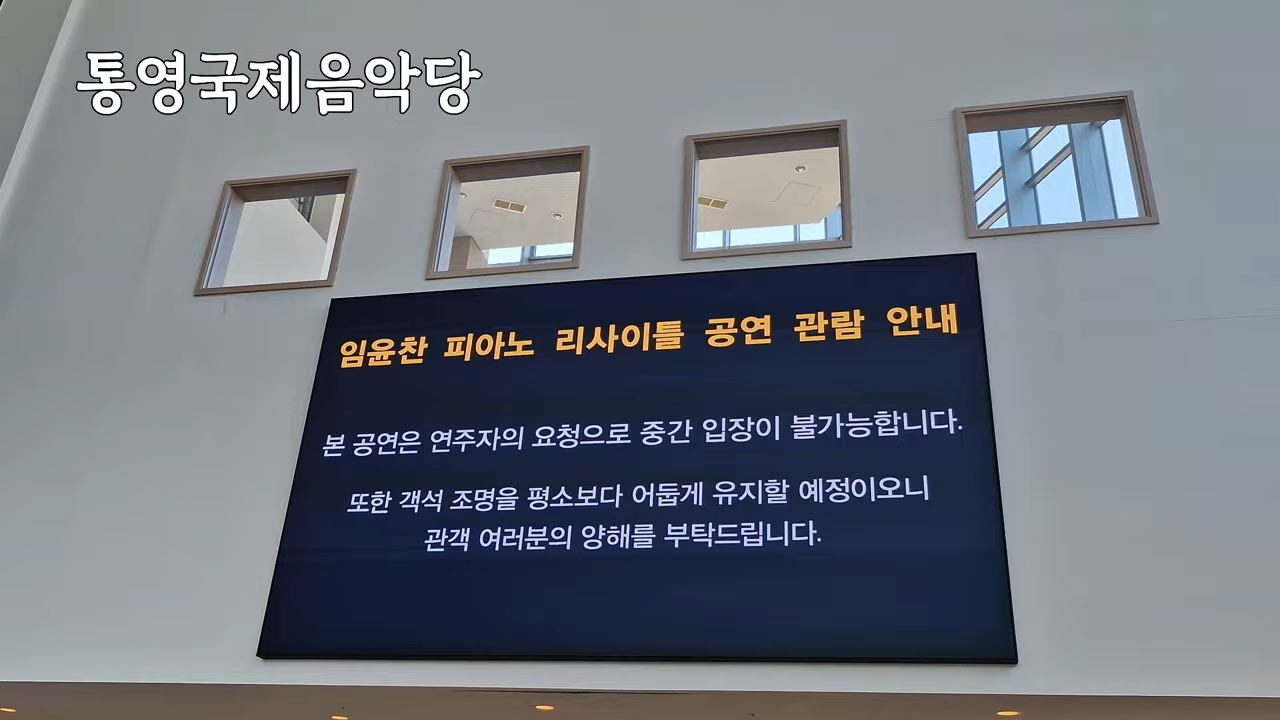 통영국제음악당
임윤찬 피아노 리사이틀 공연 관람 안내
본 공연은 연주자의 요청으로 중간 입장이 불가능합니다.
또한 객석 조명을 평소보다 어둡게 유지할 예정이오니
관객 여러분의 양해를 부탁드립니다.